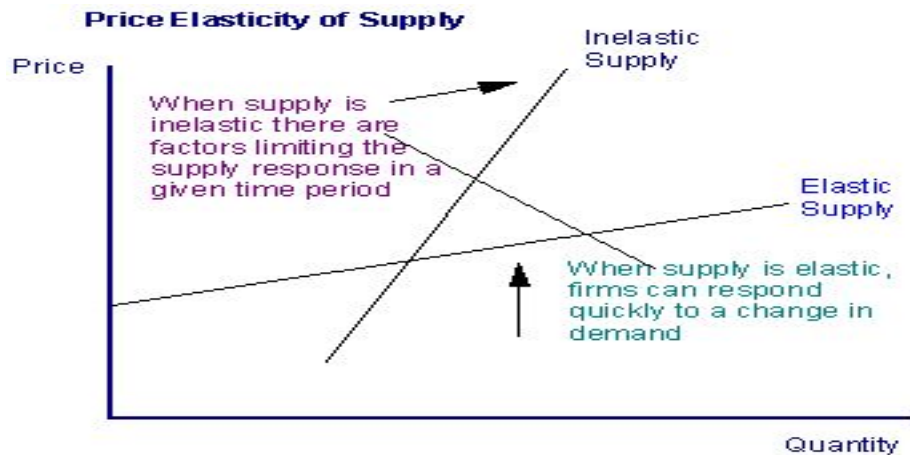 Price Elasticity of Supply
Inelastic
Supply
Price
When supply is
inelastic there are
factors limiting the
supply response in a
given time period
Elastic
Supply
When supply is elastic,
firms can respond
quickly to a change in
demand
Quantity